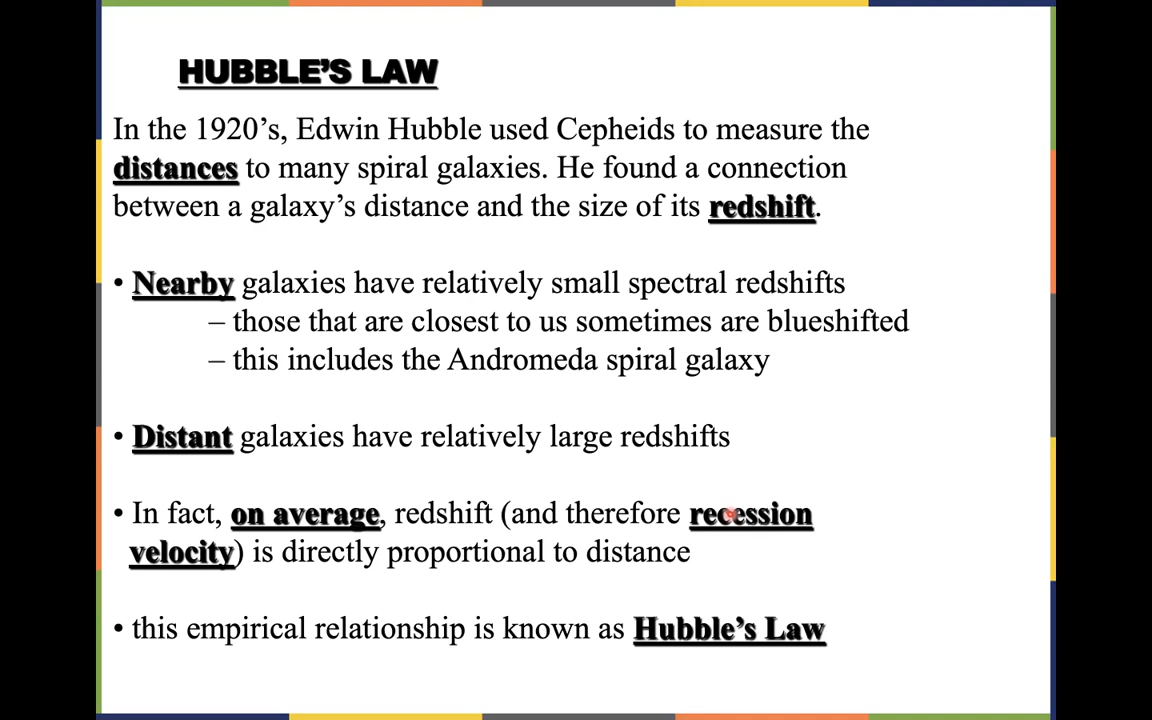 HUBBLE’S LAW
In the 1920’s, Edwin Hubble used Cepheids to measure the
distances to many spiral galaxies. He found a connection
between a galaxy’s distance and the size of its redshift.
• Nearby galaxies have relatively small spectral redshifts
– those that are closest to us sometimes are blueshifted
– this includes the Andromeda spiral galaxy
• Distant galaxies have relatively large redshifts
• In fact, on average, redshift (and therefore recession
velocity) is directly proportional to distance
• this empirical relationship is known as Hubble’s Law